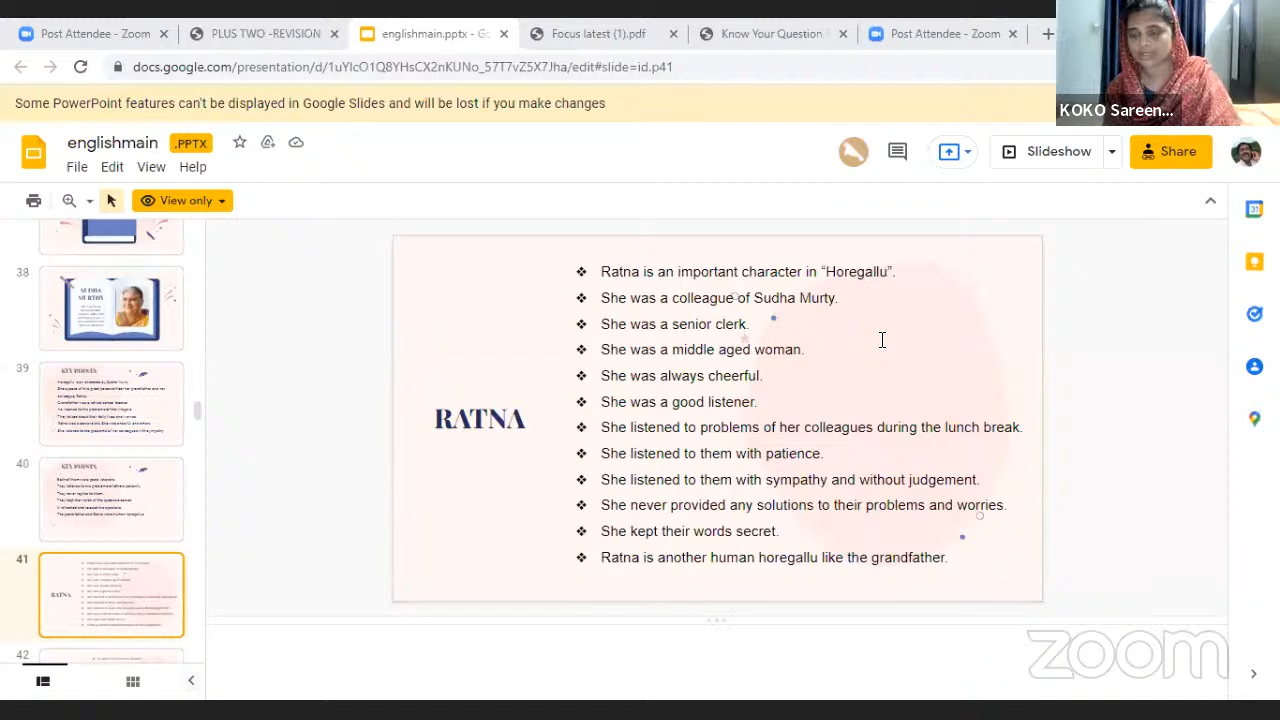 Post Attendee - Zoom
PLUS TWO -REVISION
englishmain.pptx - Go
Focus latest (1).pdf
Know Your Question
Post Attendee - Zoom
docs.google.com/presentation/d/1uYlcO1Q8YHsCX2nKUNo_57T7vZ5X7Jha/edit#slide=id.p41
KOKO Sareen...
Some PowerPoint features can't be displayed in Google Slides and will be lost if you make changes
englishmain .PPTX
File Edit View Help
Slideshow
Share
View only
38
SUDHA
MURTHY
39
KEY POINTS
40
KEY POINTS
41
RATNA
42
RATNA
❖ Ratna is an important character in “Horegallu”.
❖ She was a colleague of Sudha Murty.
❖ She was a senior clerk.
❖ She was a middle aged woman.
❖ She was always cheerful.
❖ She was a good listener.
❖ She listened to problems of her colleagues during the lunch break.
❖ She listened to them with patience.
❖ She listened to them with sympathy and without judgement.
❖ She never provided any solutions to their problems and worries.
❖ She kept their words secret.
❖ Ratna is another human horegallu like the grandfather.
zoom